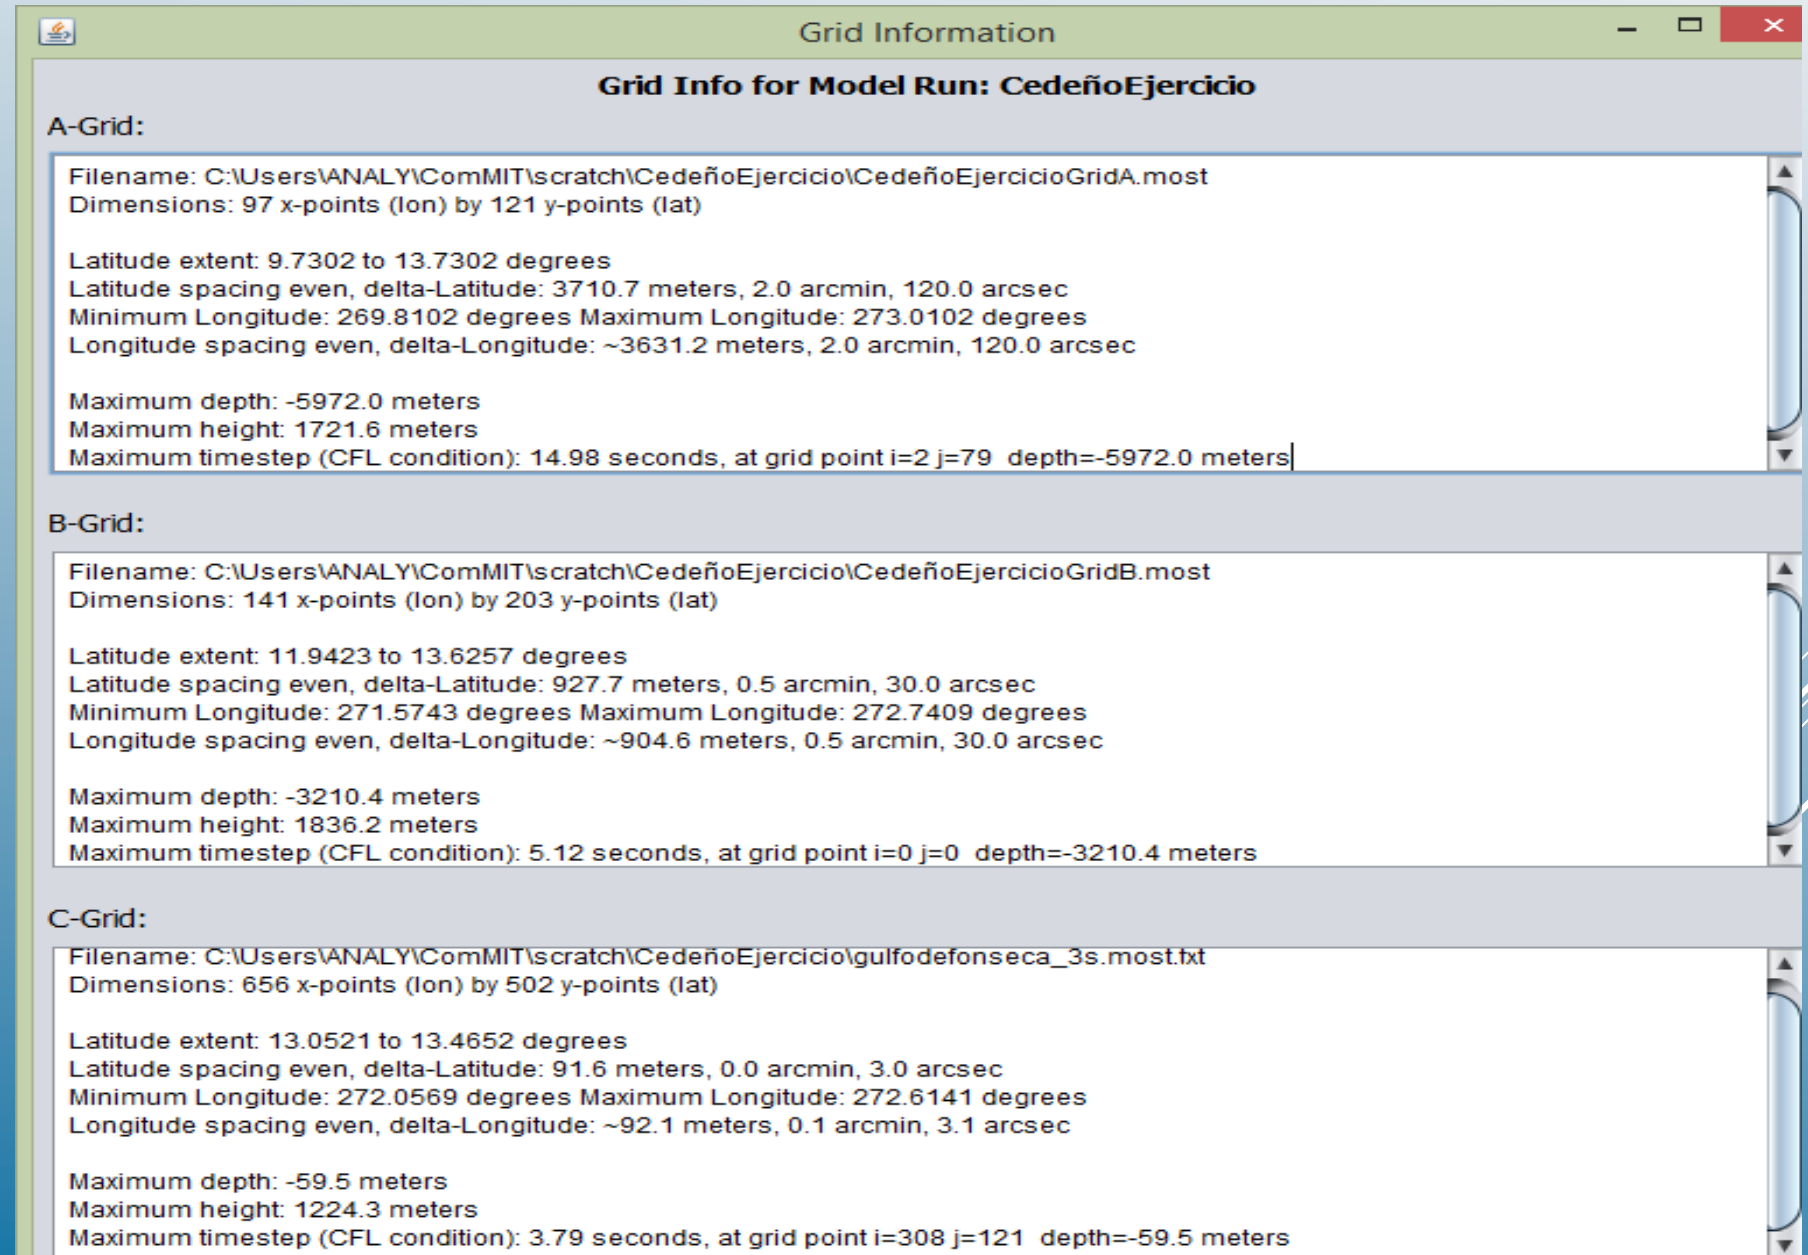 Grid Information
Grid Info for Model Run: CedeñoEjercicio
A-Grid:
Filename: C:\Users\ANALY\ComMIT\scratch\CedeñoEjercicio\CedeñoEjercicioGridA.most
Dimensions: 97 x-points (lon) by 121 y-points (lat)
Latitude extent: 9.7302 to 13.7302 degrees
Latitude spacing even, delta-Latitude: 3710.7 meters, 2.0 arcmin, 120.0 arcsec
Minimum Longitude: 269.8102 degrees Maximum Longitude: 273.0102 degrees
Longitude spacing even, delta-Longitude: ~3631.2 meters, 2.0 arcmin, 120.0 arcsec
Maximum depth: -5972.0 meters
Maximum height: 1721.6 meters
Maximum timestep (CFL condition): 14.98 seconds, at grid point i=2 j=79 depth=-5972.0 meters
B-Grid:
Filename: C:\Users\ANALY\ComMIT\scratch\CedeñoEjercicio\CedeñoEjercicioGridB.most
Dimensions: 141 x-points (lon) by 203 y-points (lat)
Latitude extent: 11.9423 to 13.6257 degrees
Latitude spacing even, delta-Latitude: 927.7 meters, 0.5 arcmin, 30.0 arcsec
Minimum Longitude: 271.5743 degrees Maximum Longitude: 272.7409 degrees
Longitude spacing even, delta-Longitude: ~904.6 meters, 0.5 arcmin, 30.0 arcsec
Maximum depth: -3210.4 meters
Maximum height: 1836.2 meters
Maximum timestep (CFL condition): 5.12 seconds, at grid point i=0 j=0 depth=-3210.4 meters
C-Grid:
Filename: C:\Users\ANALY\ComMIT\scratch\CedeñoEjercicio\gulfodefonseca_3s.most.txt
Dimensions: 656 x-points (lon) by 502 y-points (lat)
Latitude extent: 13.0521 to 13.4652 degrees
Latitude spacing even, delta-Latitude: 91.6 meters, 0.0 arcmin, 3.0 arcsec
Minimum Longitude: 272.0569 degrees Maximum Longitude: 272.6141 degrees
Longitude spacing even, delta-Longitude: ~92.1 meters, 0.1 arcmin, 3.1 arcsec
Maximum depth: -59.5 meters
Maximum height: 1224.3 meters
Maximum timestep (CFL condition): 3.79 seconds, at grid point i=308 j=121 depth=-59.5 meters